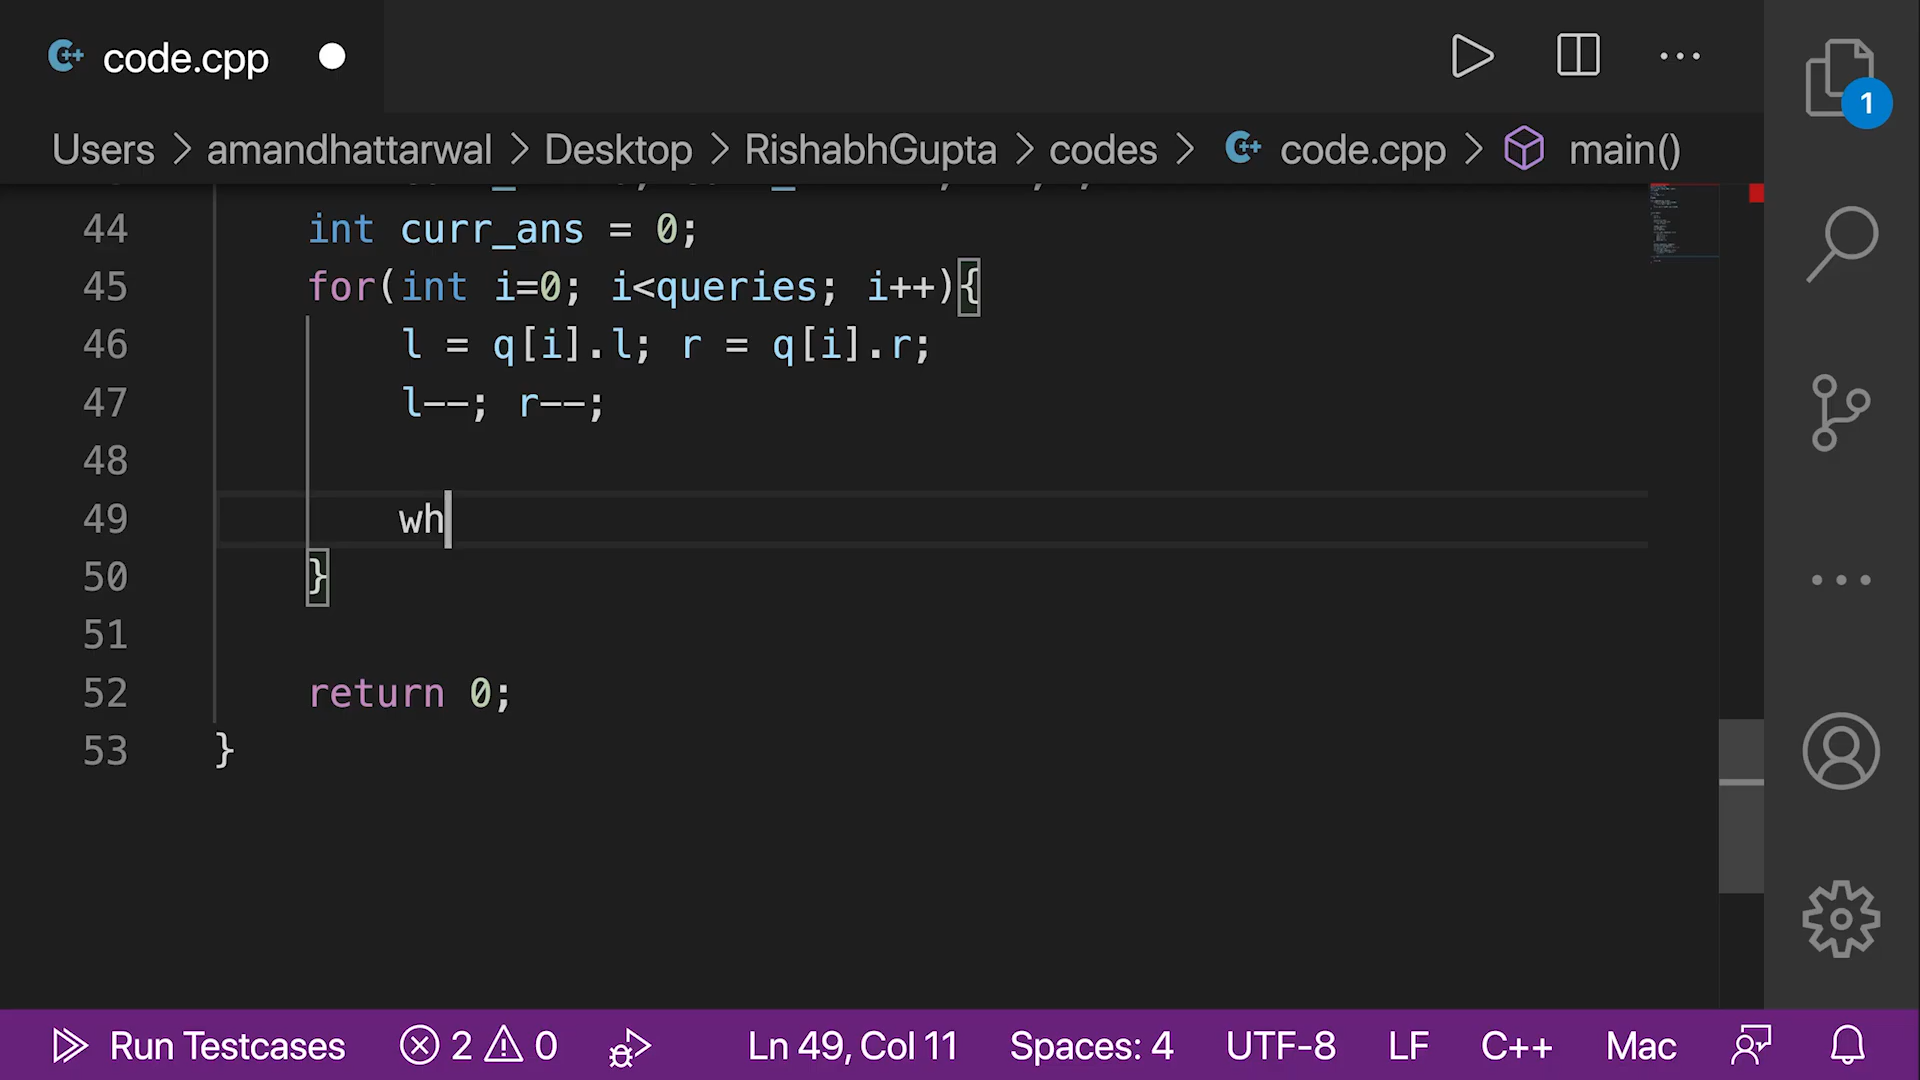 code.cpp
Users > amandhattarwal > Desktop > RishabhGupta > codes > code.cpp > main()
1
44 int curr_ans = 0;
45 for(int i=0; i<queries; i++){
46 l = q[i].l; r = q[i].r;
47 l--; r--;
48
49 wh
50 }
51
52 return 0;
53 }
Run Testcases 2 0 Ln 49, Col 11 Spaces: 4 UTF-8 LF C++ Mac